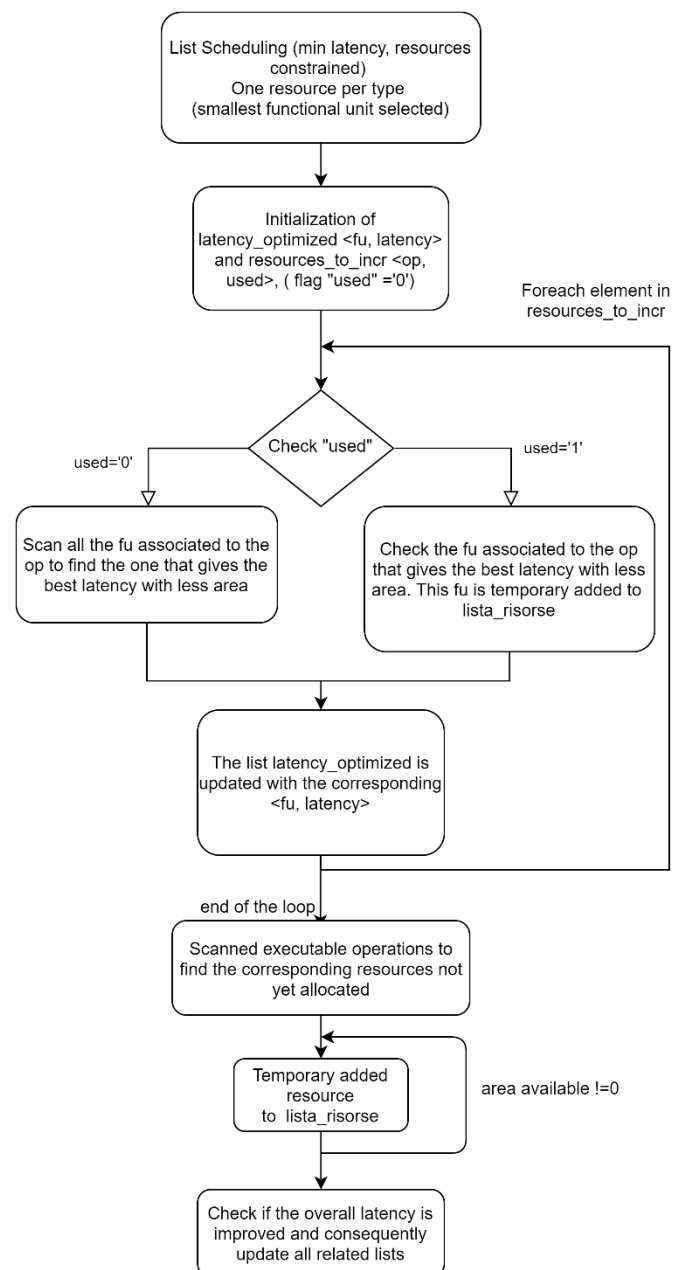 List Scheduling (min latency, resources
constrained)
One resource per type
(smallest functional unit selected)
Initialization of
latency_optimized <fu, latency>
and resources_to_incr <op,
used>, ( flag "used" ='0')
Foreach element in
resources_to_incr
Check "used"
used='0'
used='1'
Scan all the fu associated to the
op to find the one that gives the
best latency with less area
Check the fu associated to the op
that gives the best latency with less
area. This fu is temporary added to
lista_risorse
The list latency_optimized is
updated with the corresponding
<fu, latency>
end of the loop
Scanned executable operations to
find the corresponding resources not
yet allocated
Temporary added
resource
to lista_risorse
area available !=0
Check if the overall latency is
improved and consequently
update all related lists